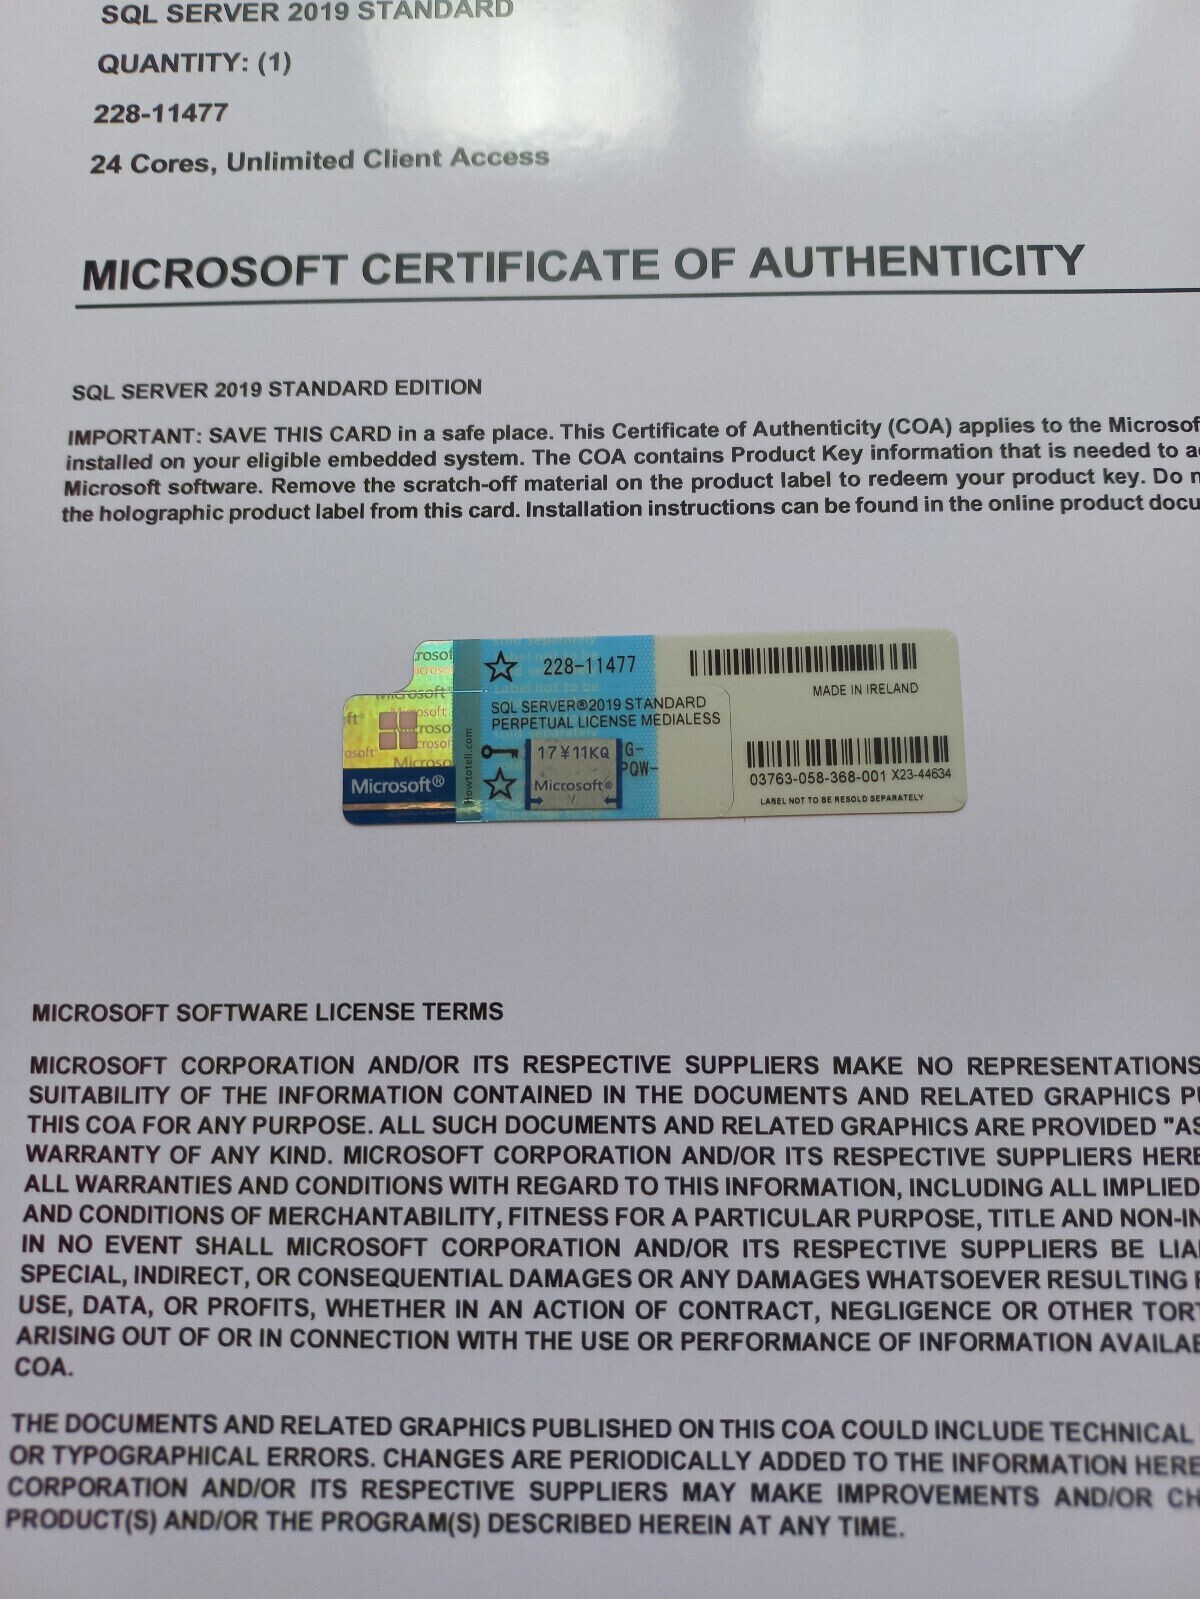 SQL SERVER 2019 STANDARD
QUANTITY: (1)
228-11477
24 Cores, Unlimited Client Access
MICROSOFT CERTIFICATE OF AUTHENTICITY
SQL SERVER 2019 STANDARD EDITION
IMPORTANT: SAVE THIS CARD in a safe place. This Certificate of Authenticity (COA) applies to the Microsof
installed on your eligible embedded system. The COA contains Product Key information that is needed to a
Microsoft software. Remove the scratch-off material on the product label to redeem your product key. Do n
the holographic product label from this card. Installation instructions can be found in the online product docu
228-11477
MADE IN IRELAND
SQL SERVER®2019 STANDARD
PERPETUAL LICENSE MEDIALESS
17¥11KQ
G-
PQW-
Microsoft®
Microsoft®
Howtotell.com
03763-058-368-001 X23-44634
LABEL NOT TO BE RESOLD SEPARATELY
MICROSOFT SOFTWARE LICENSE TERMS
MICROSOFT CORPORATION AND/OR ITS RESPECTIVE SUPPLIERS MAKE NO REPRESENTATIONS
SUITABILITY OF THE INFORMATION CONTAINED IN THE DOCUMENTS AND RELATED GRAPHICS PU
THIS COA FOR ANY PURPOSE. ALL SUCH DOCUMENTS AND RELATED GRAPHICS ARE PROVIDED "AS
WARRANTY OF ANY KIND. MICROSOFT CORPORATION AND/OR ITS RESPECTIVE SUPPLIERS HERE
ALL WARRANTIES AND CONDITIONS WITH REGARD TO THIS INFORMATION, INCLUDING ALL IMPLIED
AND CONDITIONS OF MERCHANTABILITY, FITNESS FOR A PARTICULAR PURPOSE, TITLE AND NON-IN
IN NO EVENT SHALL MICROSOFT CORPORATION AND/OR ITS RESPECTIVE SUPPLIERS BE LIA
SPECIAL, INDIRECT, OR CONSEQUENTIAL DAMAGES OR ANY DAMAGES WHATSOEVER RESULTING F
USE, DATA, OR PROFITS, WHETHER IN AN ACTION OF CONTRACT, NEGLIGENCE OR OTHER TORT
ARISING OUT OF OR IN CONNECTION WITH THE USE OR PERFORMANCE OF INFORMATION AVAILAB
COA.
THE DOCUMENTS AND RELATED GRAPHICS PUBLISHED ON THIS COA COULD INCLUDE TECHNICAL
OR TYPOGRAPHICAL ERRORS. CHANGES ARE PERIODICALLY ADDED TO THE INFORMATION HERE
CORPORATION AND/OR ITS RESPECTIVE SUPPLIERS MAY MAKE IMPROVEMENTS AND/OR CH
PRODUCT(S) AND/OR THE PROGRAM(S) DESCRIBED HEREIN AT ANY TIME.